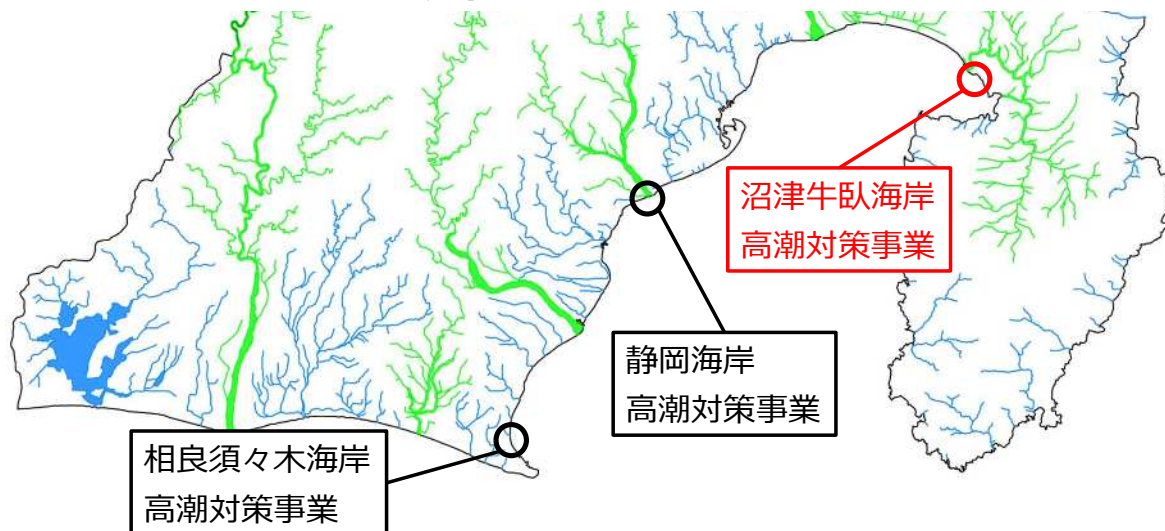 沼津牛臥海岸
高潮対策事業
静岡海岸
高潮対策事業
相良須々木海岸
高潮対策事業